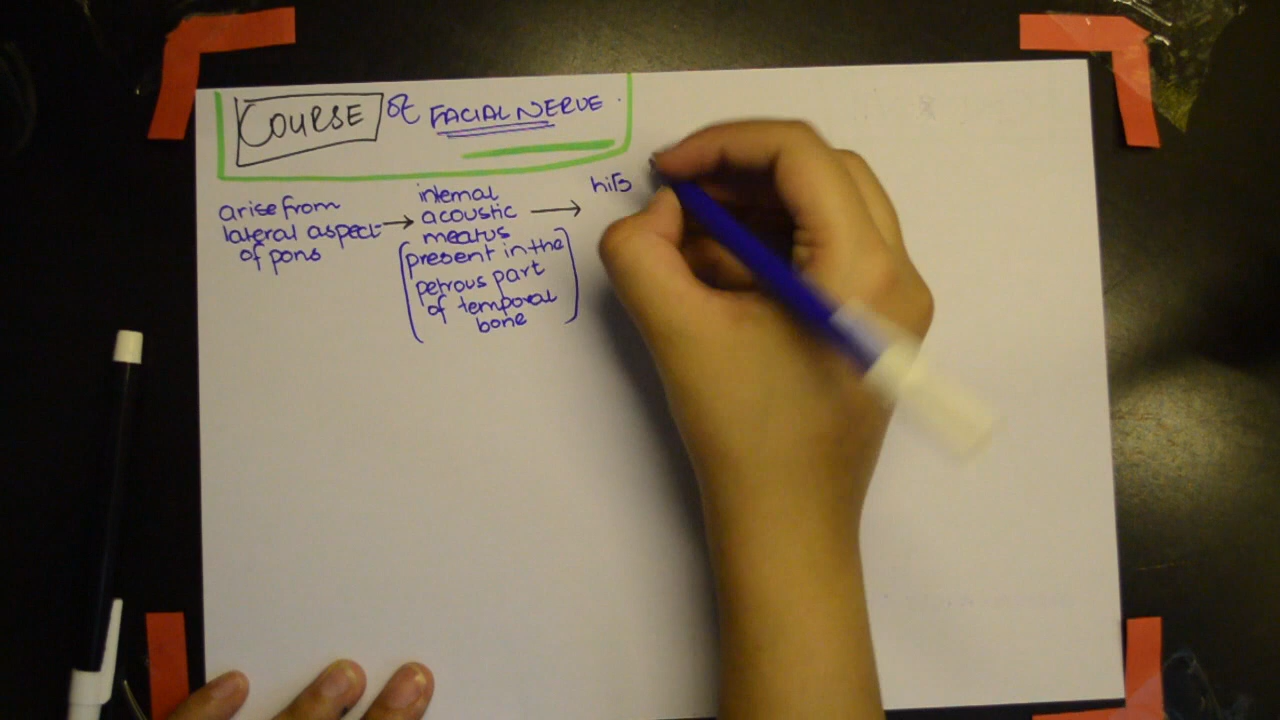 COURSE of FACIAL NERVE.
arise from
lateral aspect
of pons
→ internal
acoustic
meatus
(present in the
petrous part
of temporal
bone)
→ hits